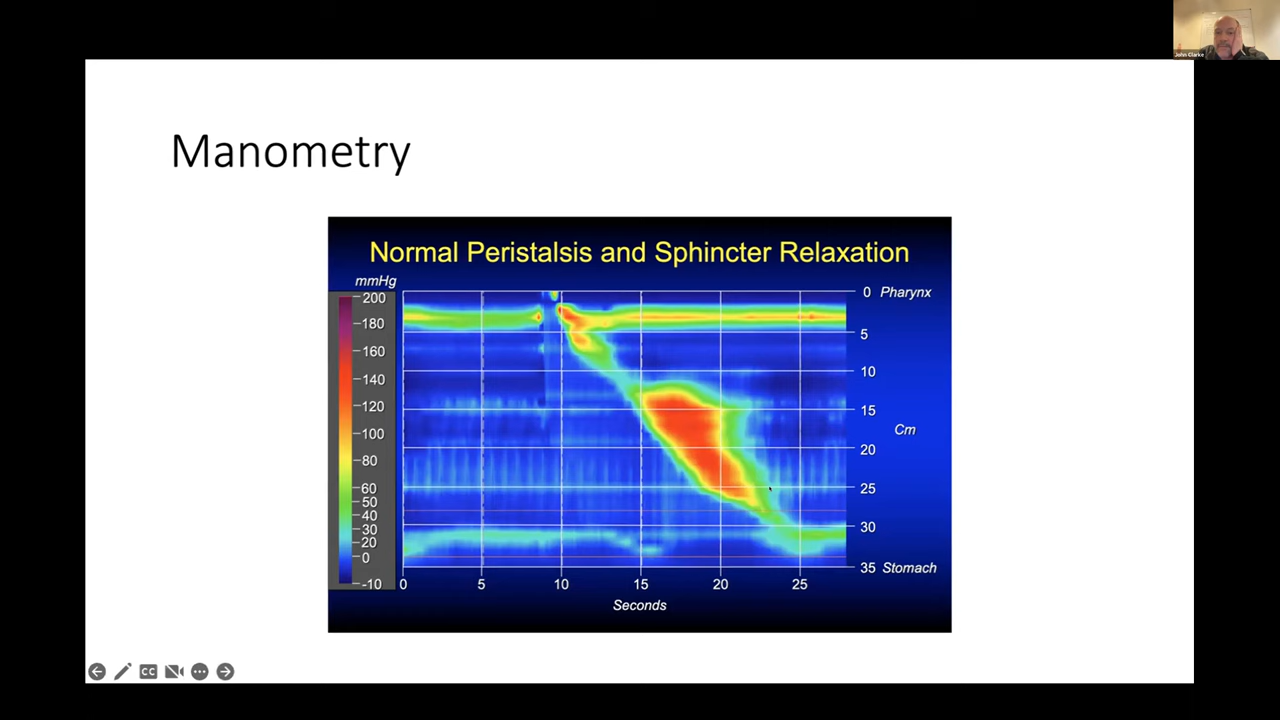 John Clarke
Manometry
Normal Peristalsis and Sphincter Relaxation
mmHg
200
180
160
140
120
100
80
60
50
40
30
20
0
-10
0 Pharynx
5
10
15
Cm
20
25
30
35 Stomach
0 5 10 15 20 25
Seconds
CC